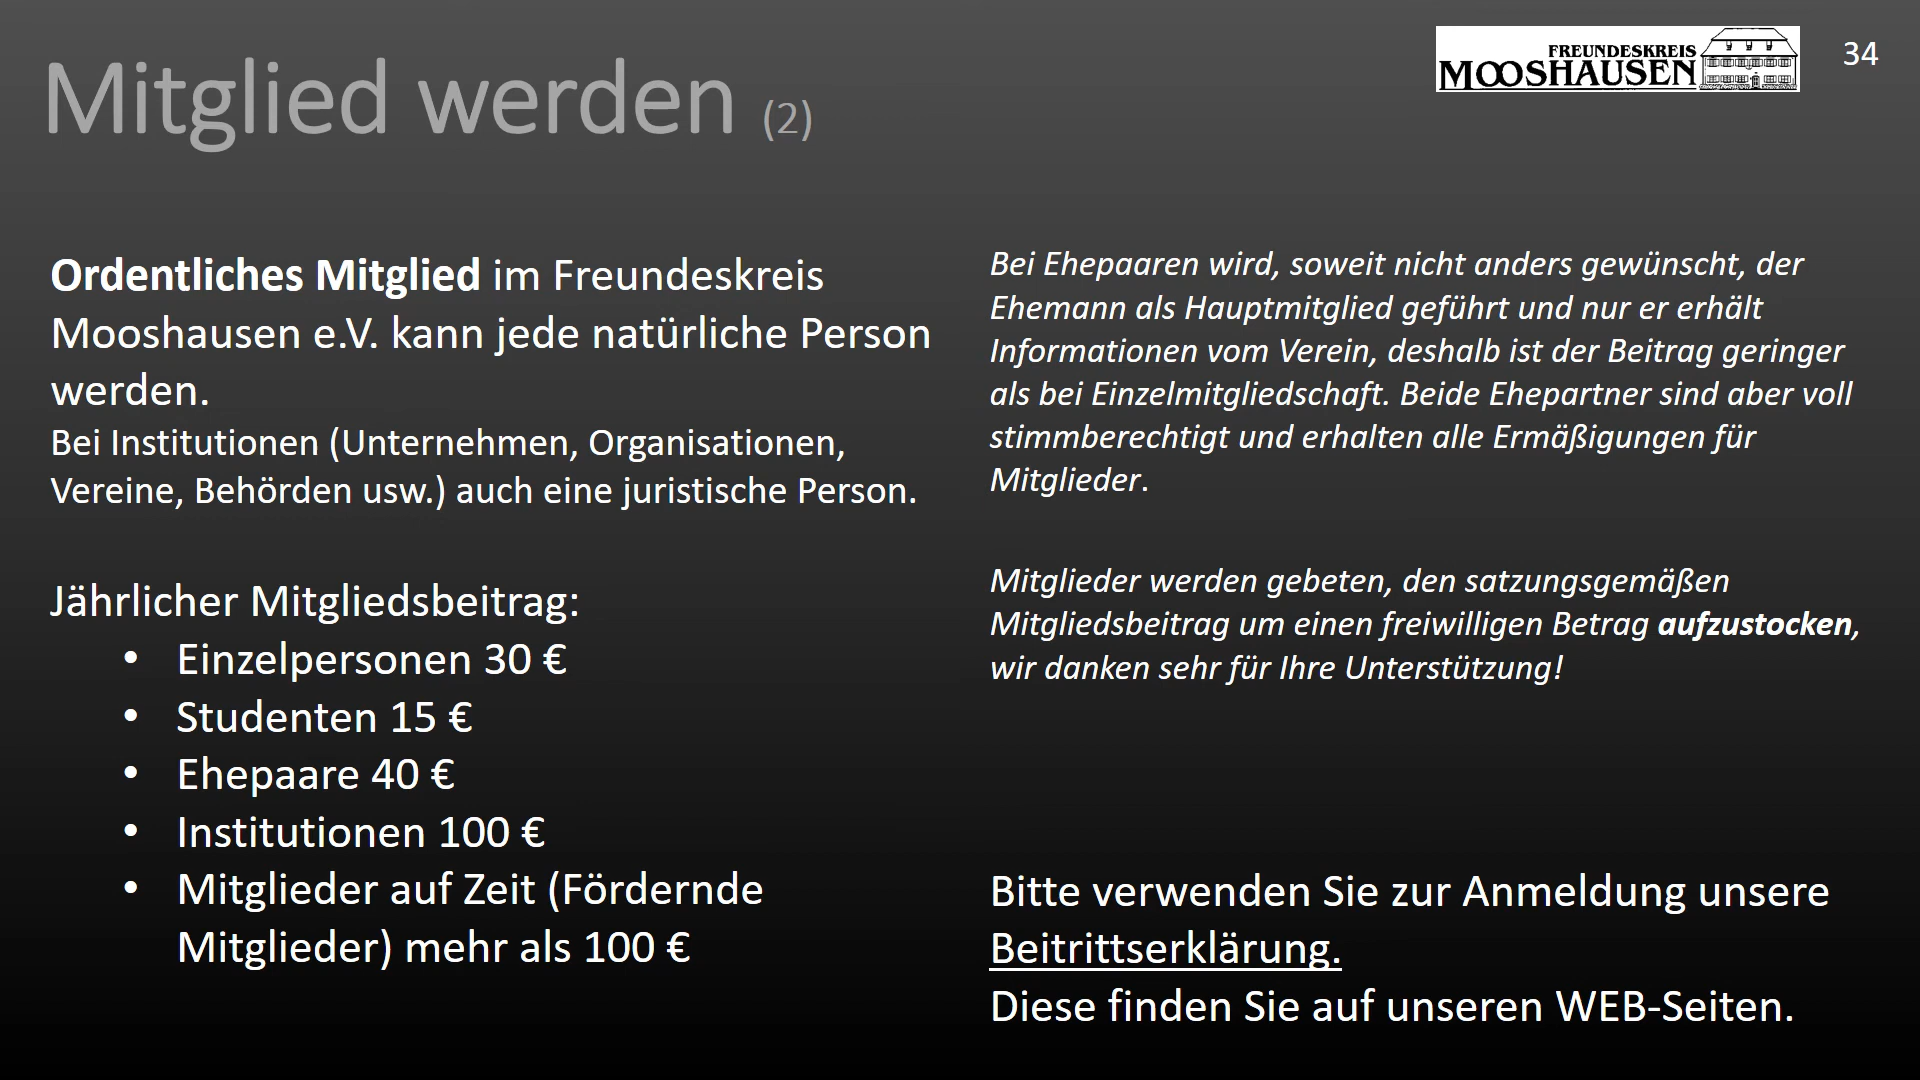 Mitglied werden (2)
FREUNDESKREIS
MOOSHAUSEN
34
Ordentliches Mitglied im Freundeskreis
Mooshausen e.V. kann jede natürliche Person
werden.
Bei Institutionen (Unternehmen, Organisationen,
Vereine, Behörden usw.) auch eine juristische Person.
Jährlicher Mitgliedsbeitrag:
• Einzelpersonen 30 €
• Studenten 15 €
• Ehepaare 40 €
• Institutionen 100 €
• Mitglieder auf Zeit (Fördernde
Mitglieder) mehr als 100 €
Bei Ehepaaren wird, soweit nicht anders gewünscht, der
Ehemann als Hauptmitglied geführt und nur er erhält
Informationen vom Verein, deshalb ist der Beitrag geringer
als bei Einzelmitgliedschaft. Beide Ehepartner sind aber voll
stimmberechtigt und erhalten alle Ermäßigungen für
Mitglieder.
Mitglieder werden gebeten, den satzungsgemäßen
Mitgliedsbeitrag um einen freiwilligen Betrag aufzustocken,
wir danken sehr für Ihre Unterstützung!
Bitte verwenden Sie zur Anmeldung unsere
Beitrittserklärung.
Diese finden Sie auf unseren WEB-Seiten.